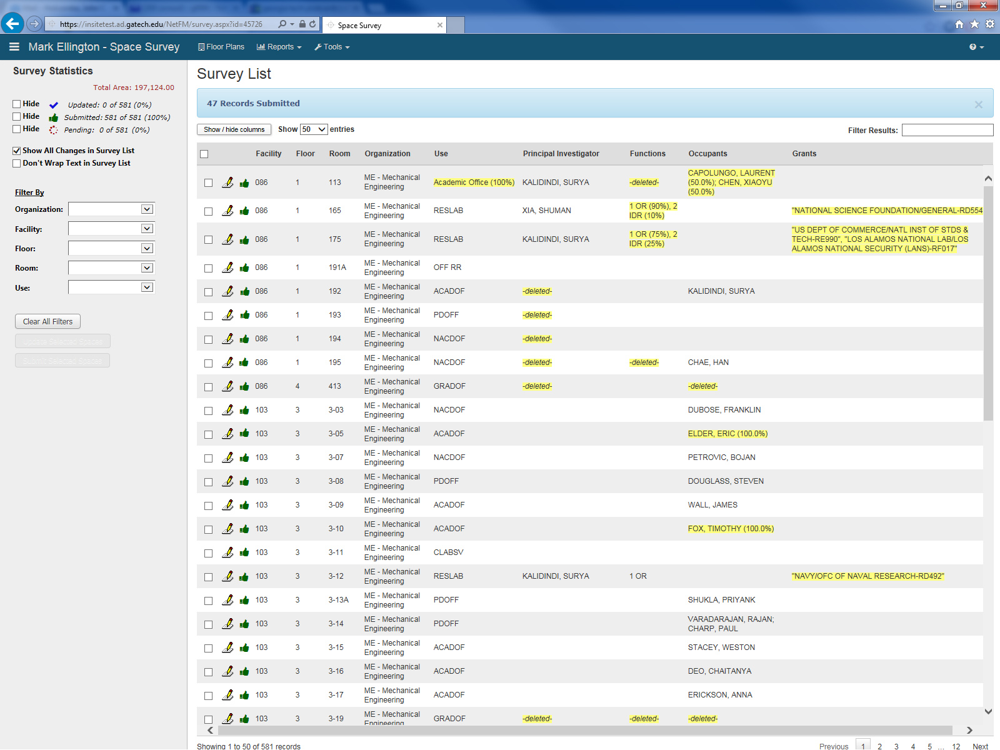 https://insitetest.ad.gatech.edu/NetFM/survey.aspx?id=45726
Space Survey
Mark Ellington - Space Survey
Floor Plans
Reports
Tools
Survey Statistics
Total Area: 197,124.00
Hide Updated: 0 of 581 (0%)
Hide Submitted: 581 of 581 (100%)
Hide Pending: 0 of 581 (0%)
Show All Changes in Survey List
Don't Wrap Text in Survey List
Filter By
Organization:
Facility:
Floor:
Room:
Use:
Clear All Filters
Update Selected Spaces
Submit Selected Spaces
Survey List
47 Records Submitted
Show / hide columns Show 50 entries
Filter Results:
Facility Floor Room Organization Use Principal Investigator Functions Occupants Grants
086 1 113 ME - Mechanical Engineering Academic Office (100%) KALIDINDI, SURYA -deleted- CAPOLUNGO, LAURENT (50.0%); CHEN, XIAOYU (50.0%)
086 1 165 ME - Mechanical Engineering RESLAB XIA, SHUMAN 1 OR (90%), 2 IDR (10%) "NATIONAL SCIENCE FOUNDATION/GENERAL-RD554
086 1 175 ME - Mechanical Engineering RESLAB KALIDINDI, SURYA 1 OR (75%), 2 IDR (25%) "US DEPT OF COMMERCE/NATL INST OF STDS & TECH-RE990", "LOS ALAMOS NATIONAL LAB/LOS ALAMOS NATIONAL SECURITY (LANS)-RF017"
086 1 191A ME - Mechanical Engineering OFF RR
086 1 192 ME - Mechanical Engineering ACADOF -deleted- KALIDINDI, SURYA
086 1 193 ME - Mechanical Engineering PDOFF -deleted-
086 1 194 ME - Mechanical Engineering NACDOF -deleted-
086 1 195 ME - Mechanical Engineering NACDOF -deleted- -deleted- CHAE, HAN
086 4 413 ME - Mechanical Engineering GRADOF -deleted- -deleted-
103 3 3-03 ME - Mechanical Engineering NACDOF DUBOSE, FRANKLIN
103 3 3-05 ME - Mechanical Engineering ACADOF ELDER, ERIC (100.0%)
103 3 3-07 ME - Mechanical Engineering NACDOF PETROVIC, BOJAN
103 3 3-08 ME - Mechanical Engineering PDOFF DOUGLASS, STEVEN
103 3 3-09 ME - Mechanical Engineering ACADOF WALL, JAMES
103 3 3-10 ME - Mechanical Engineering ACADOF FOX, TIMOTHY (100.0%)
103 3 3-11 ME - Mechanical Engineering CLABSV
103 3 3-12 ME - Mechanical Engineering RESLAB KALIDINDI, SURYA 1 OR "NAVY/OFC OF NAVAL RESEARCH-RD492"
103 3 3-13A ME - Mechanical Engineering PDOFF SHUKLA, PRIYANK
103 3 3-14 ME - Mechanical Engineering PDOFF VARADARAJAN, RAJAN; CHARP, PAUL
103 3 3-15 ME - Mechanical Engineering ACADOF STACEY, WESTON
103 3 3-16 ME - Mechanical Engineering ACADOF DEO, CHAITANYA
103 3 3-17 ME - Mechanical Engineering ACADOF ERICKSON, ANNA
103 3 3-19 ME - Mechanical Engineering GRADOF -deleted- -deleted- -deleted-
Showing 1 to 50 of 581 records
Previous 1 2 3 4 5 ... 12 Next